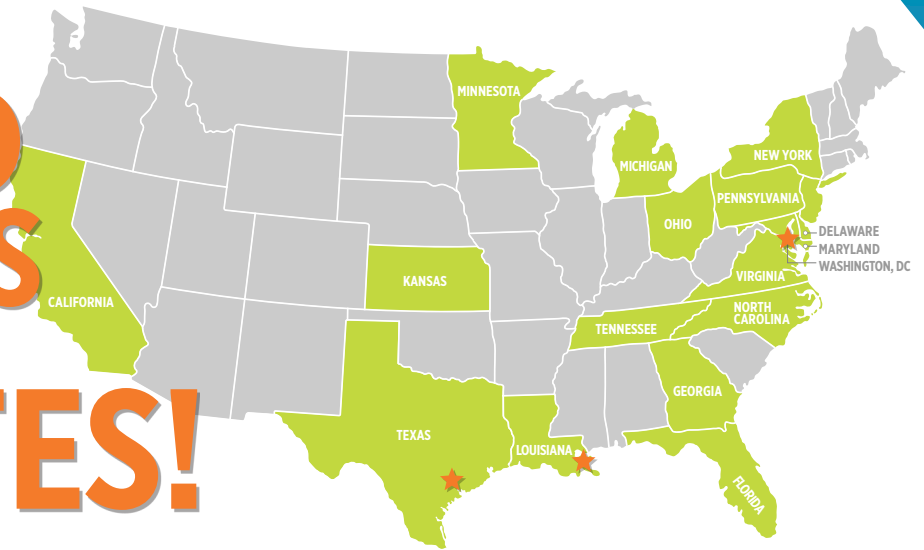 MINNESOTA
MICHIGAN
NEW YORK
PENNSYLVANIA
OHIO
DELAWARE
MARYLAND
WASHINGTON, DC
VIRGINIA
KANSAS
CALIFORNIA
NORTH
CAROLINA
TENNESSEE
GEORGIA
TEXAS
LOUISIANA
FLORIDA
ES!